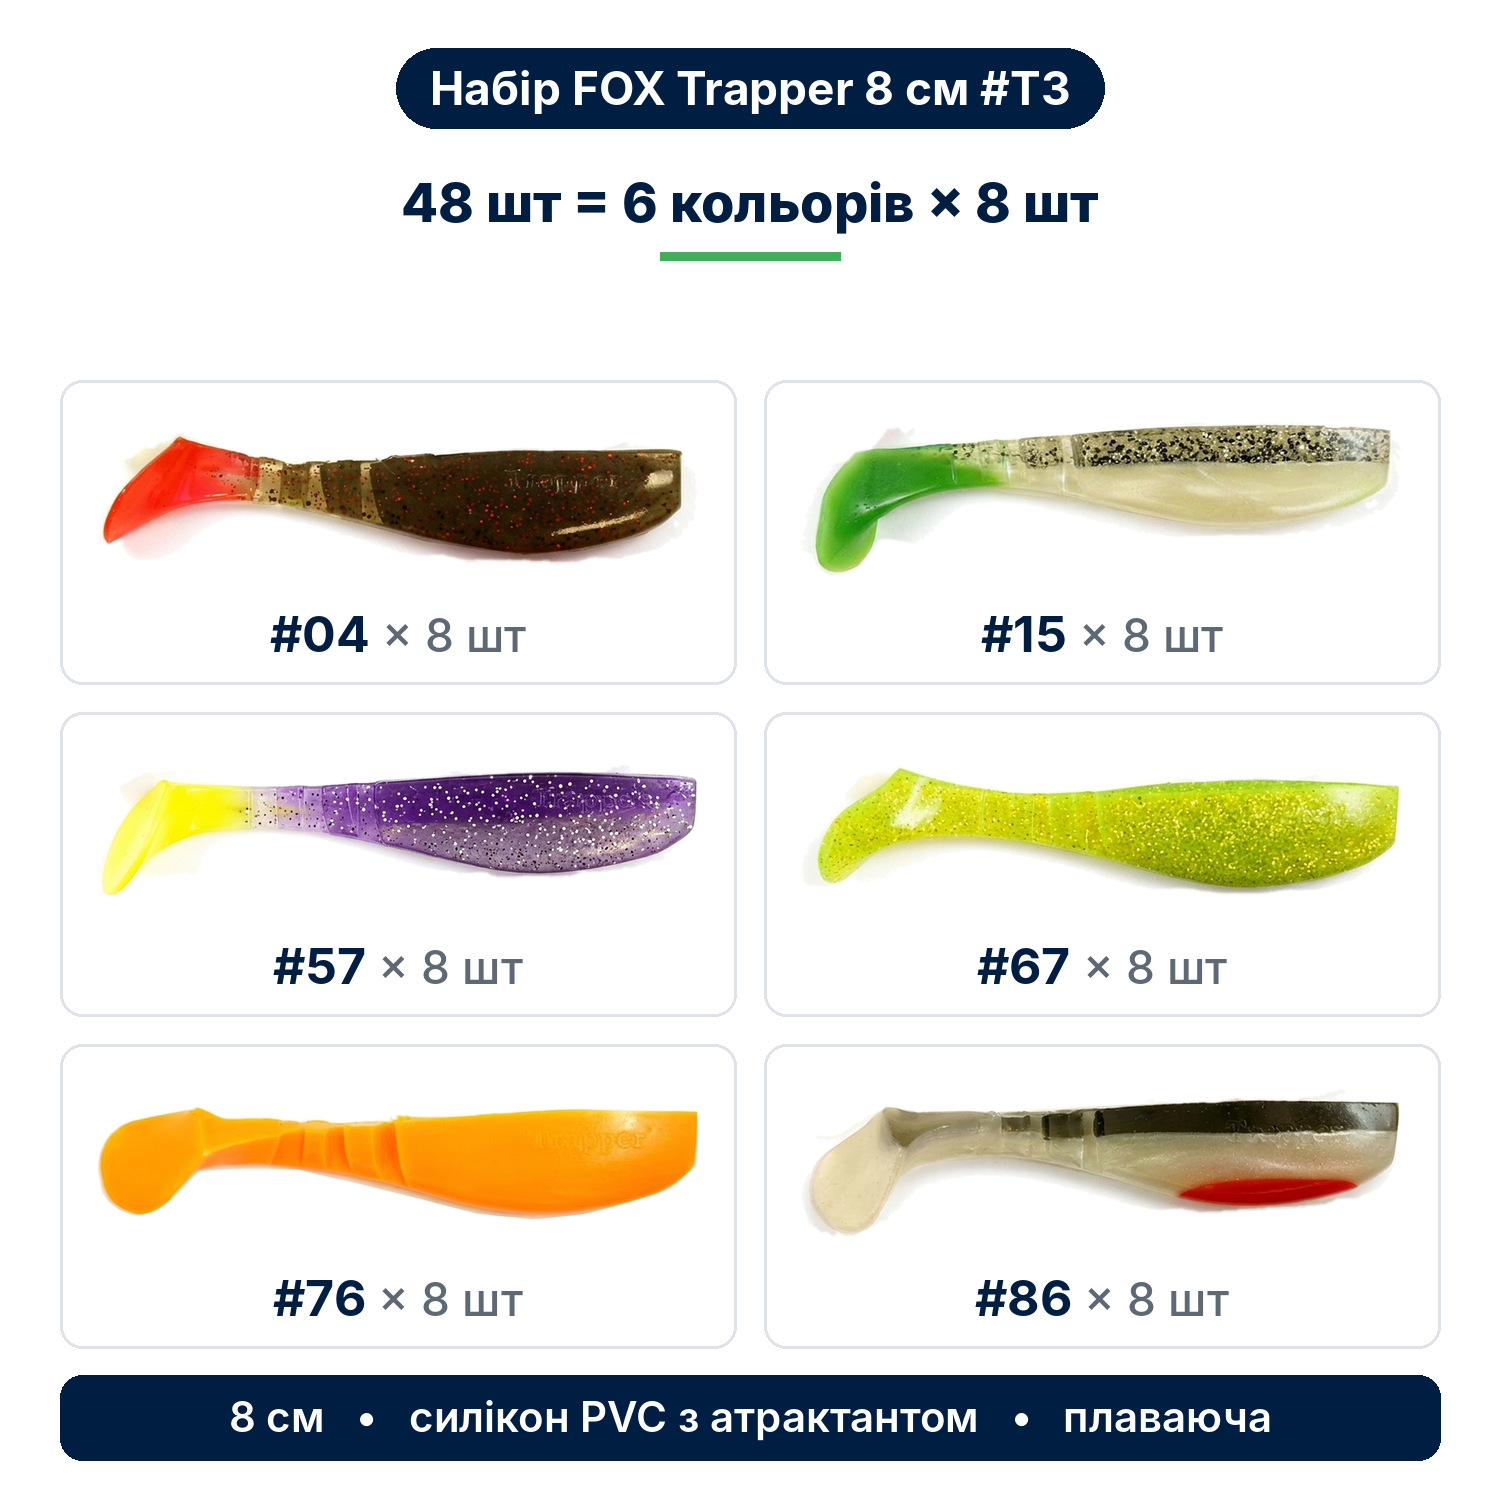 Набір FOX Trapper 8 см #T3
48 шт = 6 кольорів × 8 шт
#04 × 8 шт
#15 × 8 шт
#57 × 8 шт
#67 × 8 шт
Trapper
#76 × 8 шт
#86 × 8 шт
8 см • силікон PVC з атрактантом • плаваюча